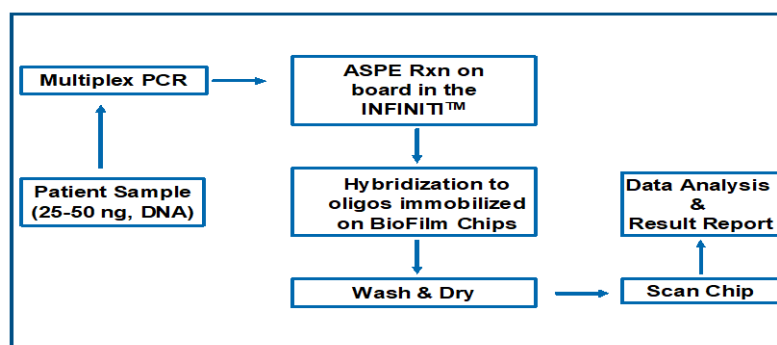 Multiplex PCR
ASPE Rxn on
board in the
INFINITI™
Patient Sample
(25-50 ng, DNA)
Hybridization to
oligos immobilized
on BioFilm Chips
Data Analysis
&
Result Report
Wash & Dry
Scan Chip